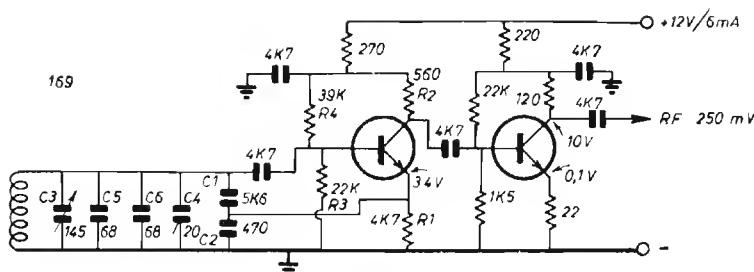 +12V/6mA
270
220
4K7
560
R2
4K7
169
39K
R4
22K
120
4K7
RF 250 mV
4K7
4K7
10V
C1
5K6
3.4V
0,1V
C3
145
C5
68
C6
68
C4
20
C2
470
22K
R3
4K7
R1
1K5
22
-